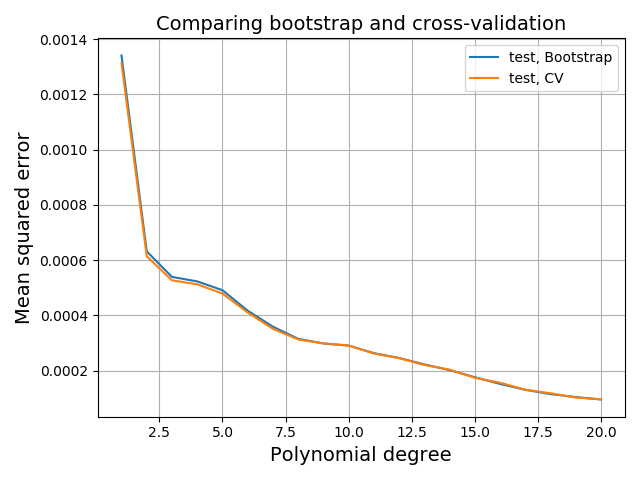 Comparing bootstrap and cross-validation
test, Bootstrap
test, CV
Mean squared error
0.0014
0.0012
0.0010
0.0008
0.0006
0.0004
0.0002
2.5 5.0 7.5 10.0 12.5 15.0 17.5 20.0
Polynomial degree